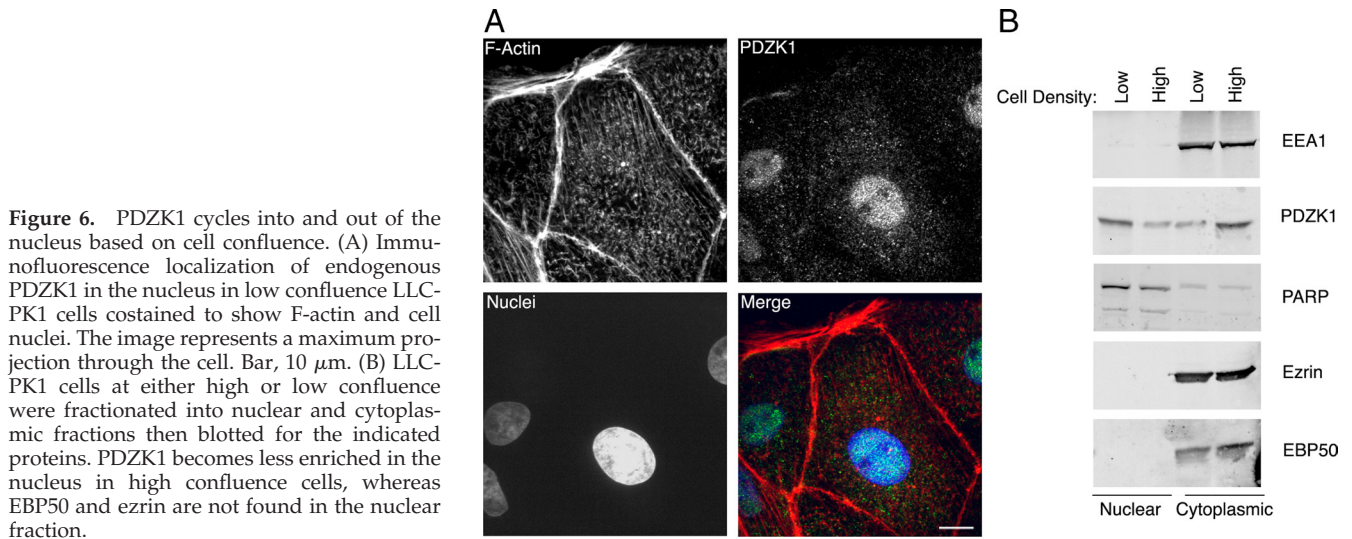 Figure 6. PDZK1 cycles into and out of the
nucleus based on cell confluence. (A) Immu-
nofluorescence localization of endogenous
PDZK1 in the nucleus in low confluence LLC-
PK1 cells costained to show F-actin and cell
nuclei. The image represents a maximum pro-
jection through the cell. Bar, 10 μm. (B) LLC-
PK1 cells at either high or low confluence
were fractionated into nuclear and cytoplas-
mic fractions then blotted for the indicated
proteins. PDZK1 becomes less enriched in the
nucleus in high confluence cells, whereas
EBP50 and ezrin are not found in the nuclear
fraction.
A
F-Actin
PDZK1
Nuclei
Merge
B
Cell Density: Low High Low High
EEA1
PDZK1
PARP
Ezrin
EBP50
Nuclear Cytoplasmic